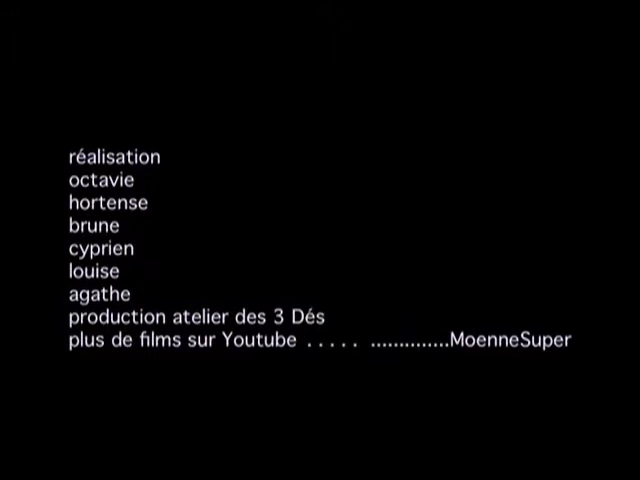 réalisation
octavie
hortense
brune
cyprien
louise
agathe
production atelier des 3 Dés
plus de films sur Youtube . . . . . ..............MoenneSuper